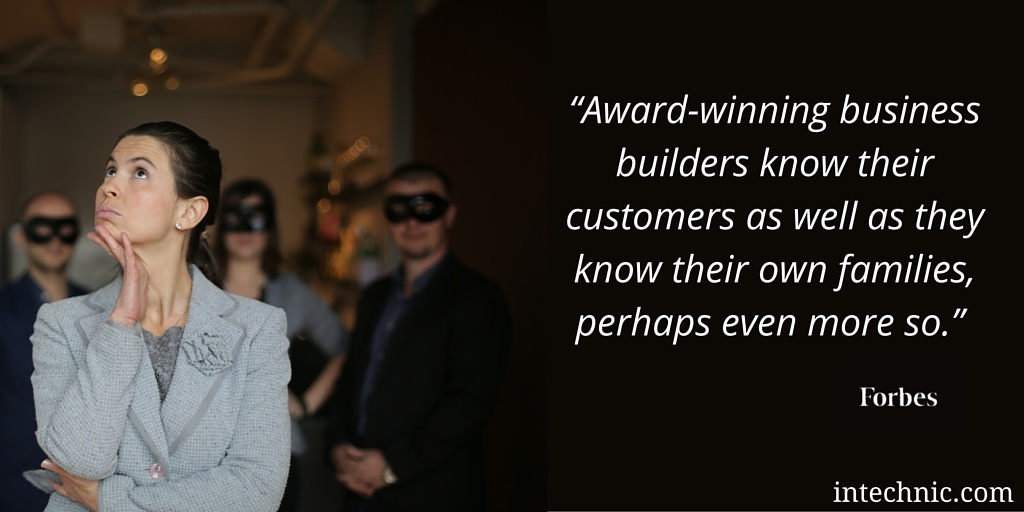 “Award-winning business
builders know their
customers as well as they
know their own families,
perhaps even more so.”
Forbes
intechnic.com